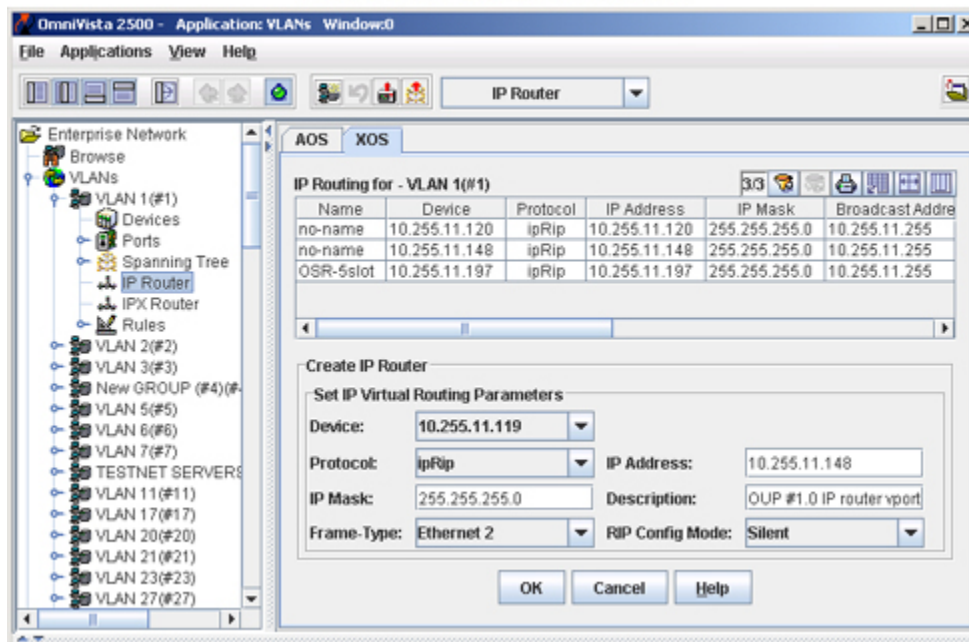 OmniVista 2500 - Application: VLANs Window:0
File Applications View Help
IP Router
Enterprise Network
Browse
VLANs
VLAN 1(#1)
Devices
Ports
Spanning Tree
IP Router
IPX Router
Rules
VLAN 2(#2)
VLAN 3(#3)
New GROUP (#4)(#4
VLAN 5(#5)
VLAN 6(#6)
VLAN 7(#7)
TESTNET SERVERS
VLAN 11(#11)
VLAN 17(#17)
VLAN 20(#20)
VLAN 21(#21)
VLAN 23(#23)
VLAN 27(#27)
AOS XOS
IP Routing for - VLAN 1(#1) 3/3
Name Device Protocol IP Address IP Mask Broadcast Addre
no-name 10.255.11.120 ipRip 10.255.11.120 255.255.255.0 10.255.11.255
no-name 10.255.11.148 ipRip 10.255.11.148 255.255.255.0 10.255.11.255
OSR-5slot 10.255.11.197 ipRip 10.255.11.197 255.255.255.0 10.255.11.255
Create IP Router
Set IP Virtual Routing Parameters
Device: 10.255.11.119
Protocol: ipRip IP Address: 10.255.11.148
IP Mask: 255.255.255.0 Description: OUP #1.0 IP router vport
Frame-Type: Ethernet 2 RIP Config Mode: Silent
OK Cancel Help